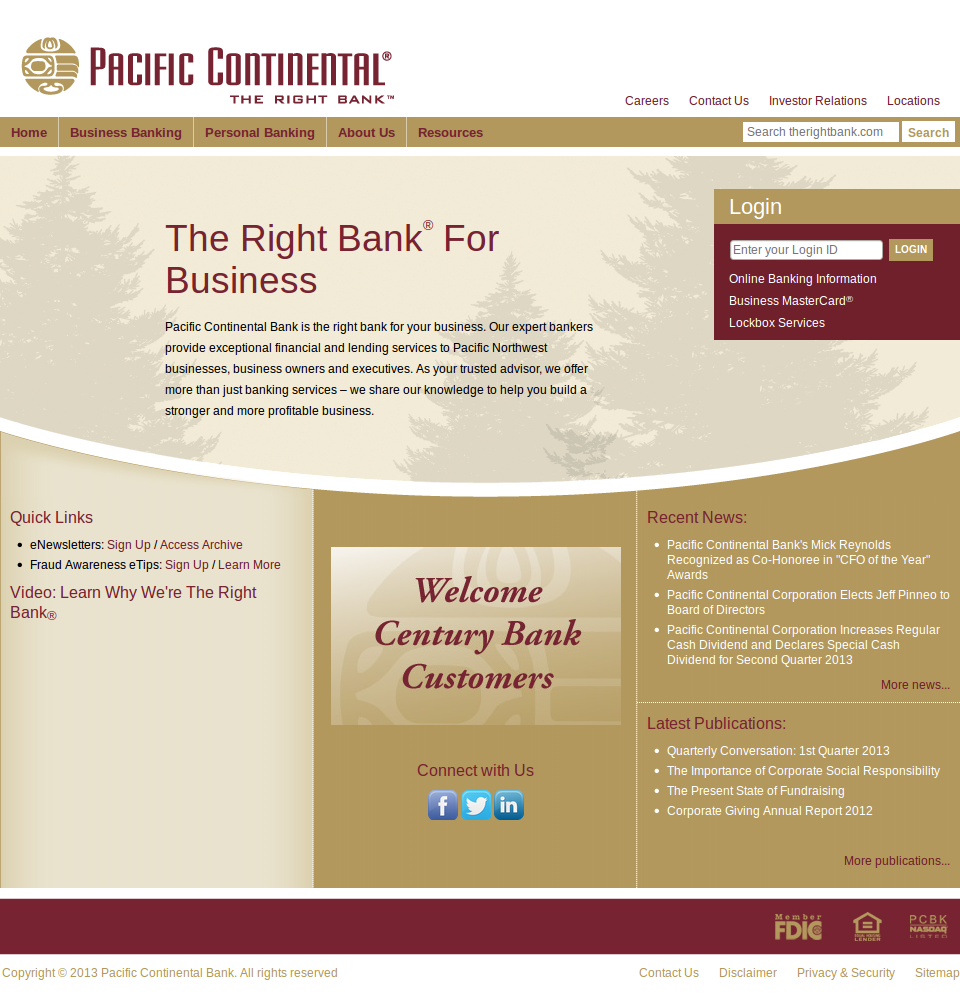 PACIFIC CONTINENTAL®
THE RIGHT BANK™
Careers Contact Us Investor Relations Locations
Home Business Banking Personal Banking About Us Resources
Search therightbank.com Search
Login
Enter your Login ID LOGIN
Online Banking Information
Business MasterCard®
Lockbox Services
The Right Bank® For
Business
Pacific Continental Bank is the right bank for your business. Our expert bankers
provide exceptional financial and lending services to Pacific Northwest
businesses, business owners and executives. As your trusted advisor, we offer
more than just banking services – we share our knowledge to help you build a
stronger and more profitable business.
Quick Links
• eNewsletters: Sign Up / Access Archive
• Fraud Awareness eTips: Sign Up / Learn More
Video: Learn Why We're The Right
Bank®
Welcome
Century Bank
Customers
Connect with Us
f
in
Recent News:
• Pacific Continental Bank's Mick Reynolds
Recognized as Co-Honoree in "CFO of the Year"
Awards
• Pacific Continental Corporation Elects Jeff Pinneo to
Board of Directors
• Pacific Continental Corporation Increases Regular
Cash Dividend and Declares Special Cash
Dividend for Second Quarter 2013
More news...
Latest Publications:
• Quarterly Conversation: 1st Quarter 2013
• The Importance of Corporate Social Responsibility
• The Present State of Fundraising
• Corporate Giving Annual Report 2012
More publications...
Member
FDIC
EQUAL HOUSING
LENDER
PCBK
NASDAQ
LISTED
Copyright © 2013 Pacific Continental Bank. All rights reserved
Contact Us Disclaimer Privacy & Security Sitemap